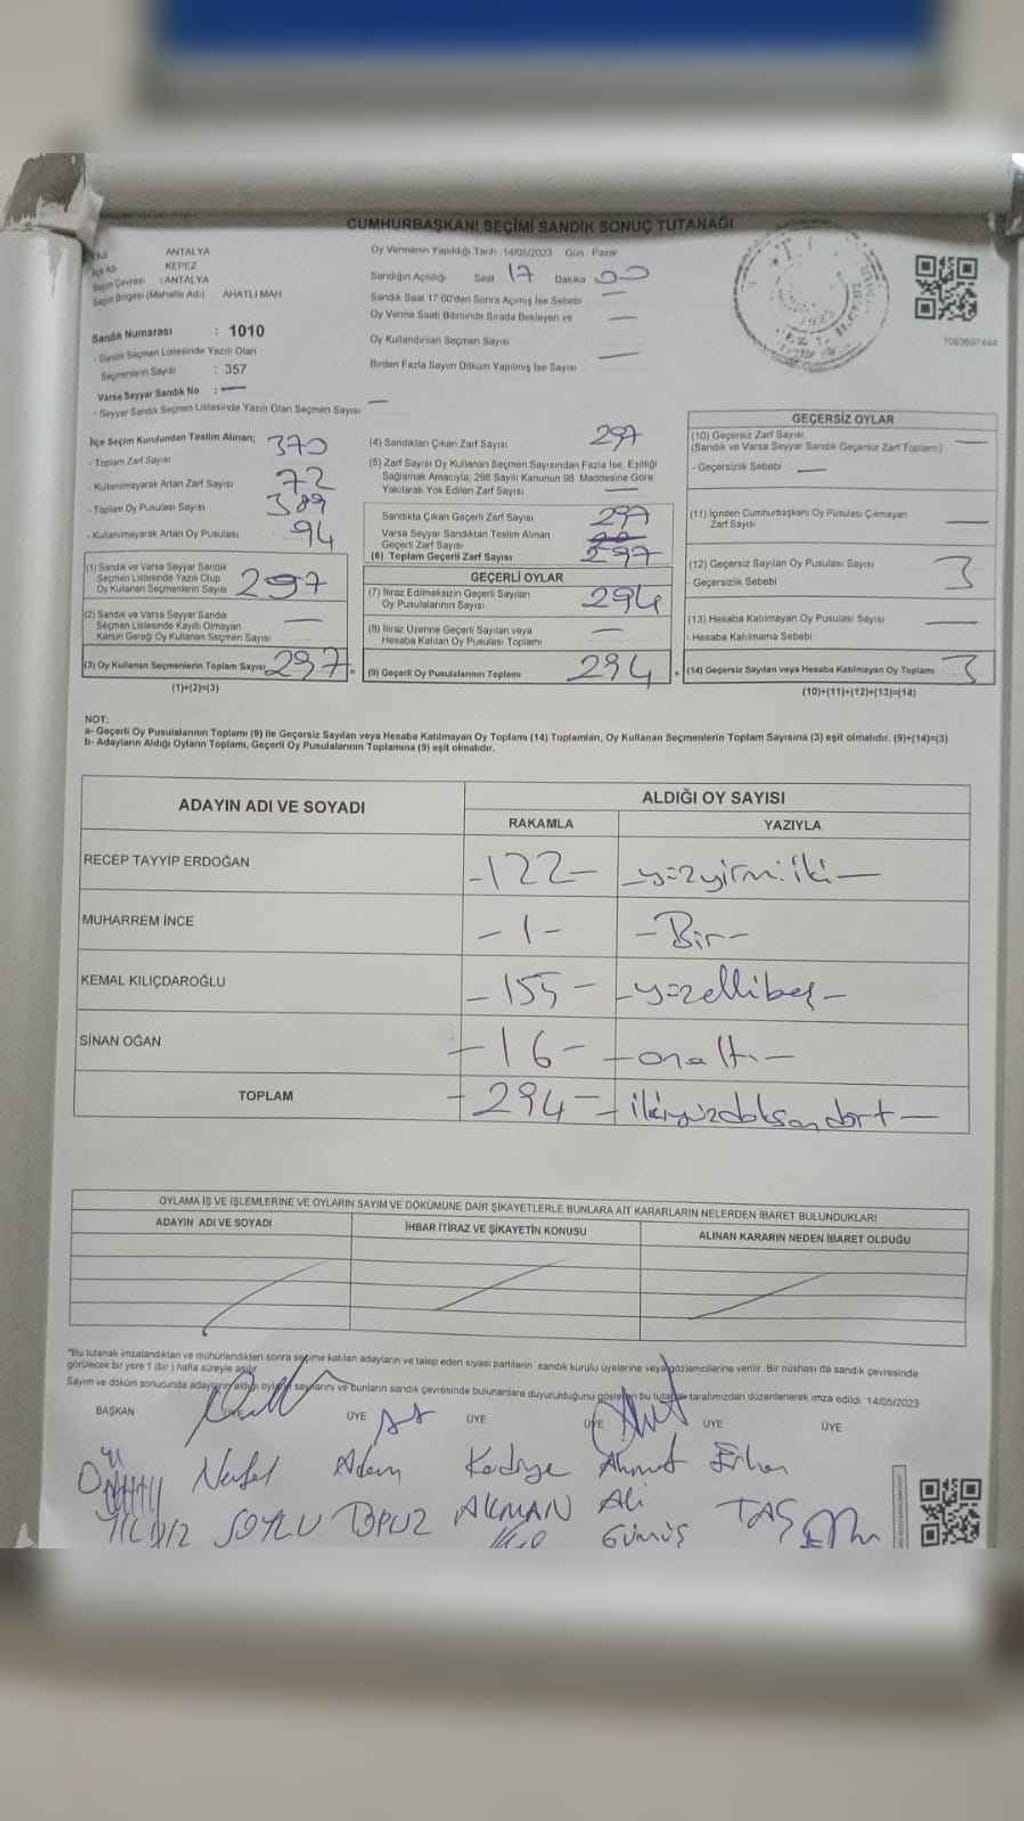 CUMHURBAŞKANI SEÇİMİ SANDIK SONUÇ TUTANAĞI
ANTALYA
KEPEZ
Seçim Çevresi : ANTALYA
Seçim Bölgesi (Mahalle Adı) AHATLI MAH
Sandık Numarası : 1010
- Sandık Seçmen Listesinde Yazılı Olan
Seçmenlerin Sayısı : 357
Varsa Seyyar Sandık No : —
- Seyyar Sandık Seçmen Listesinde Yazılı Olan Seçmen Sayısı —
Oy Vermenin Yapıldığı Tarih : 14/05/2023 Gün : Pazar
Sandığın Açıldığı Saat 17 Dakika 00
Sandık Saat 17:00'den Sonra Açılmış İse Sebebi —
Oy Verme Saati Bitiminde Sırada Bekleyen ve —
Oy Kullandırılan Seçmen Sayısı
Birden Fazla Sayım Döküm Yapılmış İse Sayısı —
İlçe Seçim Kurulundan Teslim Alınan;
- Toplam Zarf Sayısı 370
- Kullanılmayarak Artan Zarf Sayısı 72
- Toplam Oy Pusulası Sayısı 389
- Kullanılmayarak Artan Oy Pusulası 94
(1) Sandık ve Varsa Seyyar Sandık
Seçmen Listesinde Yazılı Olup
Oy Kullanan Seçmenlerin Sayısı 297
(2) Sandık ve Varsa Seyyar Sandık
Seçmen Listesinde Kayıtlı Olmayan
Kanun Gereği Oy Kullanan Seçmen Sayısı —
(3) Oy Kullanan Seçmenlerin Toplam Sayısı 297 =
(1)+(2)=(3)
(4) Sandıktan Çıkan Zarf Sayısı 297
(5) Zarf Sayısı Oy Kullanan Seçmen Sayısından Fazla İse, Eşitliği
Sağlamak Amacıyla, 298 Sayılı Kanunun 98. Maddesine Göre
Yakılarak Yok Edilen Zarf Sayısı —
Sandıkta Çıkan Geçerli Zarf Sayısı 297
Varsa Seyyar Sandıktan Teslim Alınan
Geçerli Zarf Sayısı
(6) Toplam Geçerli Zarf Sayısı 297
GEÇERLİ OYLAR
(7) İtiraz Edilmeksizin Geçerli Sayılan
Oy Pusulalarının Sayısı 294
(8) İtiraz Üzerine Geçerli Sayılan veya
Hesaba Katılan Oy Pusulası Toplamı —
(9) Geçerli Oy Pusulalarının Toplamı 294 +
GEÇERSİZ OYLAR
(10) Geçersiz Zarf Sayısı —
(Sandık ve Varsa Seyyar Sandık Geçersiz Zarf Toplamı)
- Geçersizlik Sebebi —
(11) İçinden Cumhurbaşkanı Oy Pusulası Çıkmayan
Zarf Sayısı —
(12) Geçersiz Sayılan Oy Pusulası Sayısı 3
- Geçersizlik Sebebi
(13) Hesaba Katılmayan Oy Pusulası Sayısı —
- Hesaba Katılmama Sebebi
(14) Geçersiz Sayılan veya Hesaba Katılmayan Oy Toplamı 3
(10)+(11)+(12)+(13)=(14)
NOT:
a- Geçerli Oy Pusulalarının Toplamı (9) ile Geçersiz Sayılan veya Hesaba Katılmayan Oy Toplamı (14) Toplamları, Oy Kullanan Seçmenlerin Toplam Sayısına (3) eşit olmalıdır. (9)+(14)=(3)
b- Adayların Aldığı Oyların Toplamı, Geçerli Oy Pusulalarının Toplamına (9) eşit olmalıdır.
ADAYIN ADI VE SOYADI ALDIĞI OY SAYISI
RAKAMLA YAZIYLA
RECEP TAYYİP ERDOĞAN -122- -yüzyirmiiki-
MUHARREM İNCE -1- -Bir-
KEMAL KILIÇDAROĞLU -155- -yüzellibeş-
SİNAN OĞAN -16- -onaltı-
TOPLAM -294- -ikiyüzdoksandört-
OYLAMA İŞ VE İŞLEMLERİNE VE OYLARIN SAYIM VE DÖKÜMÜNE DAİR ŞİKAYETLERLE BUNLARA AİT KARARLARIN NELERDEN İBARET BULUNDUKLARI
ADAYIN ADI VE SOYADI İHBAR İTİRAZ VE ŞİKAYETİN KONUSU ALINAN KARARIN NEDEN İBARET OLDUĞU
*Bu tutanak imzalandıktan ve mühürlendikten sonra seçime katılan adayların ve talep eden siyasi partilerin, sandık kurulu üyelerine veya gözlemcilerine verilir. Bir nüshası da sandık çevresinde
görülecek bir yere 1 (bir) hafta süreyle asılır.
Sayım ve döküm sonucunda adayların aldığı oyların sayılarını ve bunların sandık çevresinde bulunanlara duyurulduğunu gösteren bu tutanak tarafımızdan düzenlenerek imza edildi. 14/05/2023
BAŞKAN ÜYE ÜYE ÜYE ÜYE ÜYE
Adem Kadriye Ahmet Erhan
YILDIZ SOYLU TOPUZ AKMAN Ali TAŞ
Gümüş